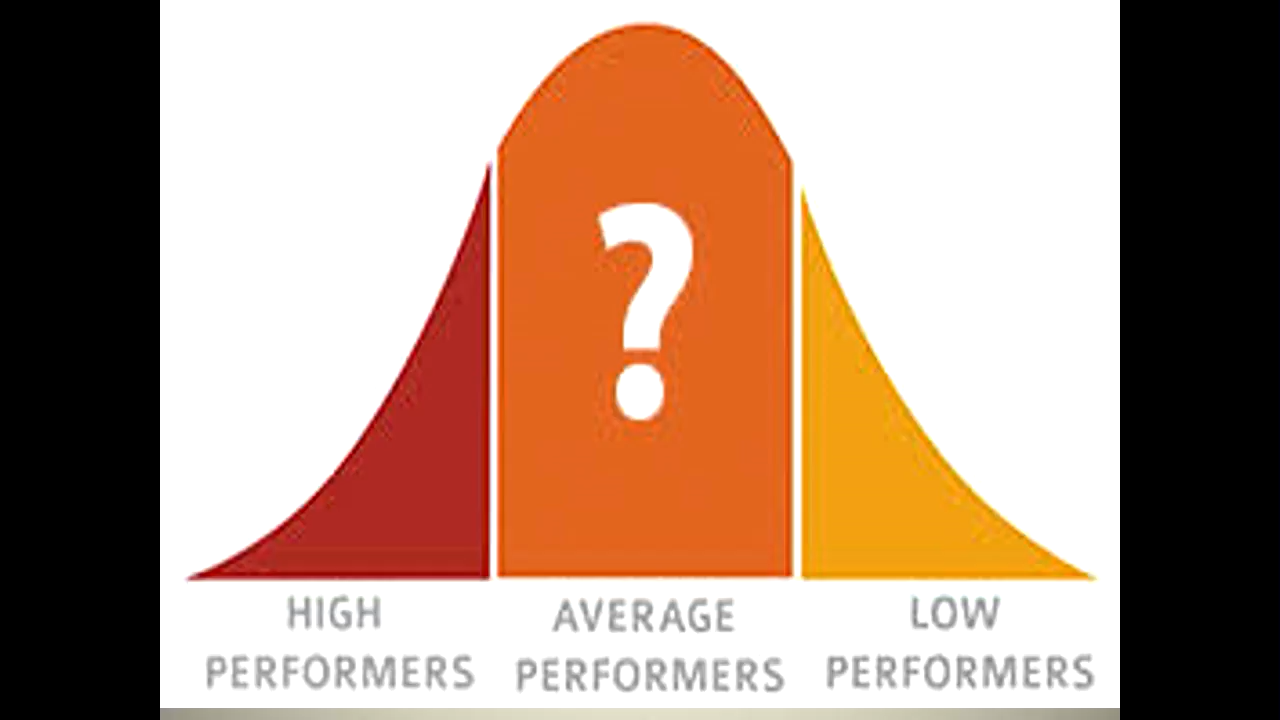 ?
HIGH
PERFORMERS
AVERAGE
PERFORMERS
LOW
PERFORMERS